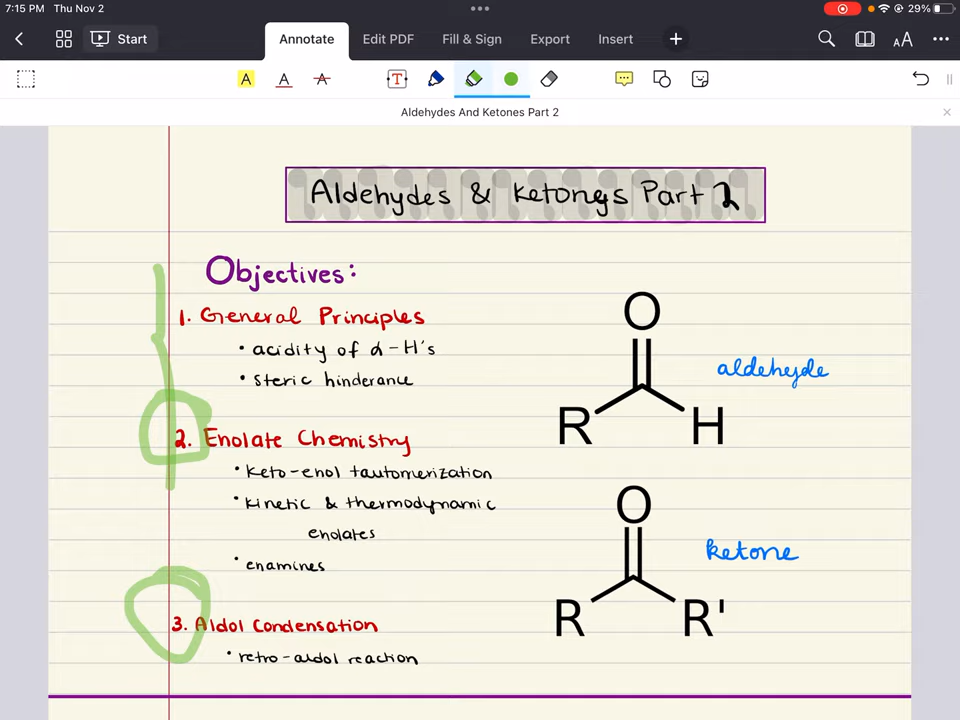 7:15 PM Thu Nov 2
29%
Start
Annotate
Edit PDF
Fill & Sign
Export
Insert
AA
A A A T
Aldehydes And Ketones Part 2
Aldehydes & Ketones Part 2
Objectives:
1. General Principles
• acidity of α-H's
• steric hinderance
2. Enolate Chemistry
• Keto-enol tautomerization
• Kinetic & thermodynamic
enolates
• enamines
3. Aldol Condensation
• retro-aldol reaction
O
R H
aldehyde
O
R R'
ketone